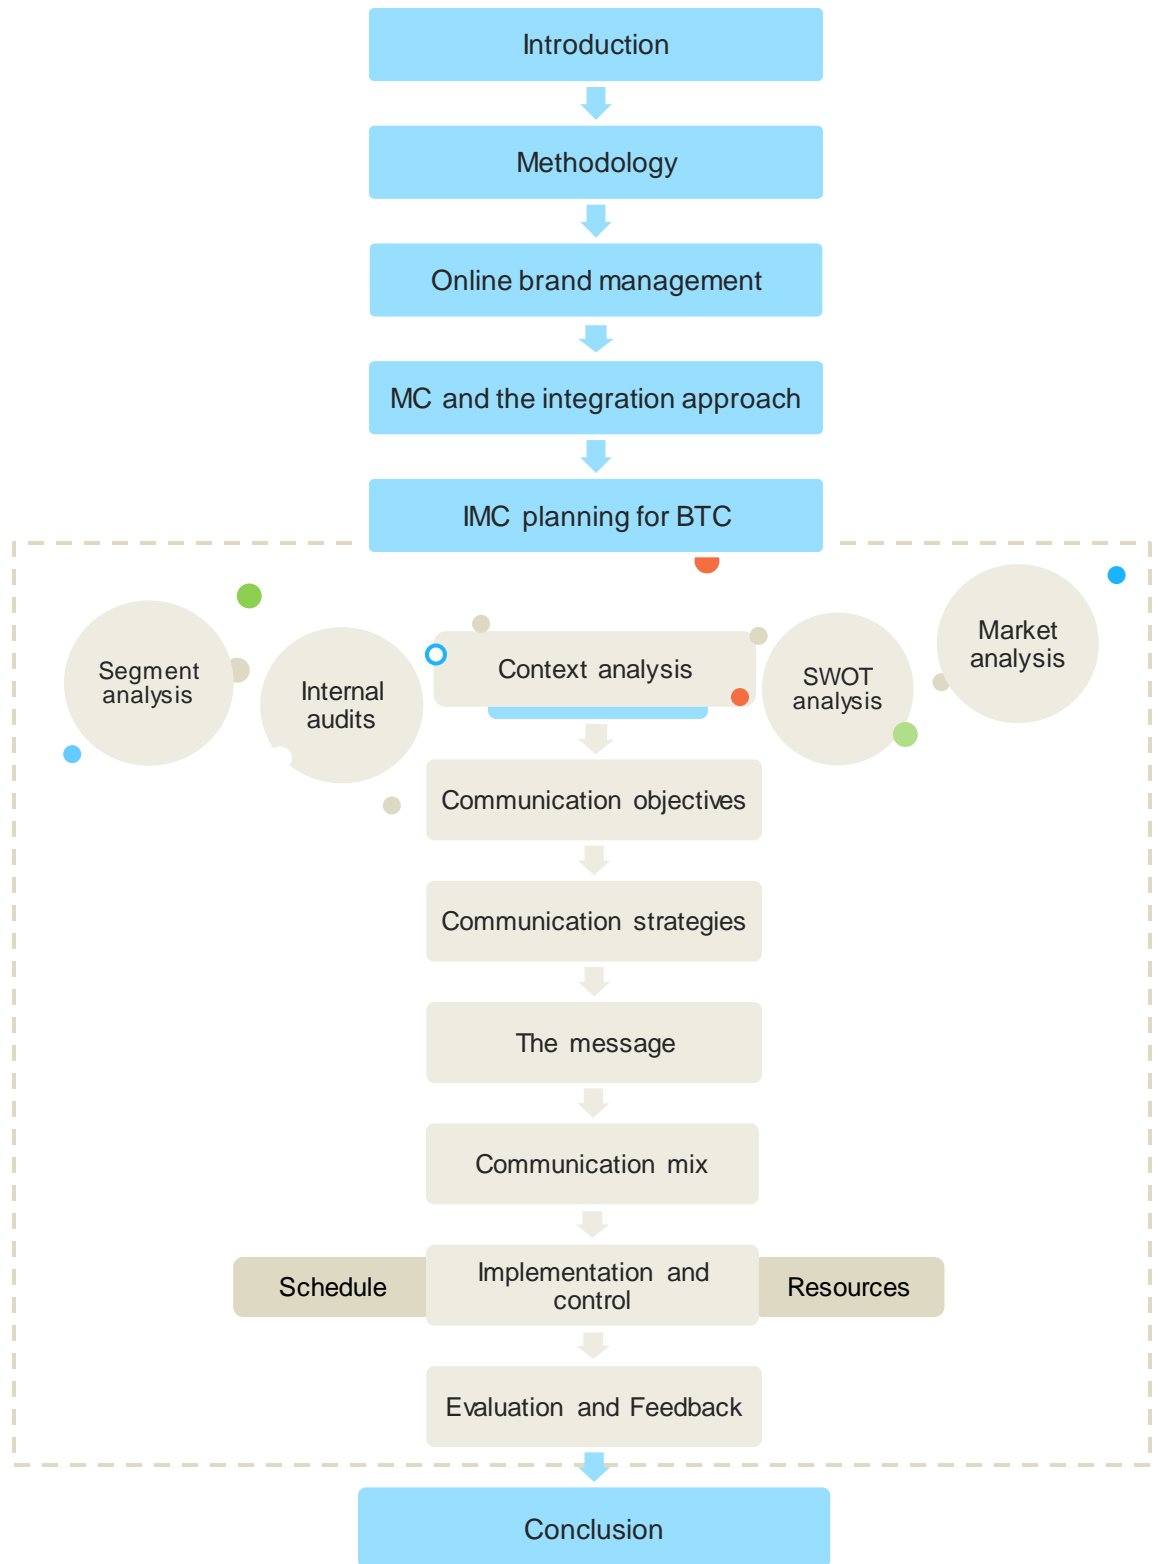 Introduction
Methodology
Online brand management
MC and the integration approach
IMC planning for BTC
Segment
analysis
Internal
audits
Context analysis
SWOT
analysis
Market
analysis
Communication objectives
Communication strategies
The message
Communication mix
Schedule
Implementation and
control
Resources
Evaluation and Feedback
Conclusion